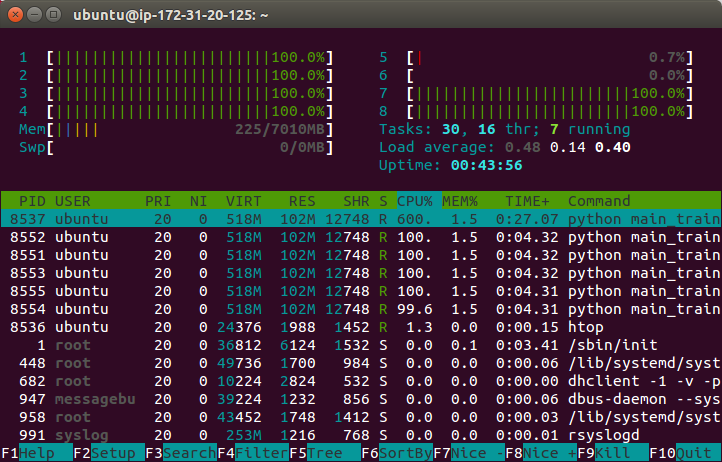 ubuntu@ip-172-31-20-125: ~
1 [||||||||||||||||||||||||||100.0%] 5 [| 0.7%]
2 [||||||||||||||||||||||||||100.0%] 6 [ 0.0%]
3 [||||||||||||||||||||||||||100.0%] 7 [||||||||||||||||||||||||||100.0%]
4 [||||||||||||||||||||||||||100.0%] 8 [||||||||||||||||||||||||||100.0%]
Mem[||||| 225/7010MB] Tasks: 30, 16 thr; 7 running
Swp[ 0/0MB] Load average: 0.48 0.14 0.40
Uptime: 00:43:56
PID USER PRI NI VIRT RES SHR S CPU% MEM% TIME+ Command
8537 ubuntu 20 0 518M 102M 12748 R 600. 1.5 0:27.07 python main_train
8552 ubuntu 20 0 518M 102M 12748 R 100. 1.5 0:04.32 python main_train
8551 ubuntu 20 0 518M 102M 12748 R 100. 1.5 0:04.32 python main_train
8553 ubuntu 20 0 518M 102M 12748 R 100. 1.5 0:04.32 python main_train
8555 ubuntu 20 0 518M 102M 12748 R 100. 1.5 0:04.31 python main_train
8554 ubuntu 20 0 518M 102M 12748 R 99.6 1.5 0:04.31 python main_train
8536 ubuntu 20 0 24376 1988 1452 R 1.3 0.0 0:00.15 htop
1 root 20 0 36812 6124 1532 S 0.0 0.1 0:03.41 /sbin/init
448 root 20 0 49736 1700 984 S 0.0 0.0 0:00.06 /lib/systemd/syst
682 root 20 0 10224 2824 532 S 0.0 0.0 0:00.00 dhclient -1 -v -p
947 messagebu 20 0 39224 1232 856 S 0.0 0.0 0:00.06 dbus-daemon --sys
958 root 20 0 43452 1748 1412 S 0.0 0.0 0:00.03 /lib/systemd/syst
991 syslog 20 0 253M 1216 768 S 0.0 0.0 0:00.01 rsyslogd
F1Help F2Setup F3SearchF4FilterF5Tree F6SortByF7Nice -F8Nice +F9Kill F10Quit